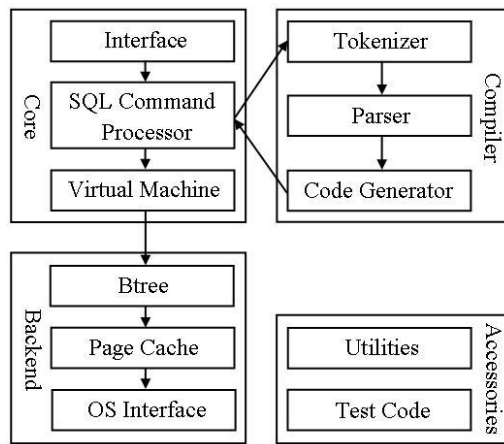 Core
Interface
SQL Command
Processor
Virtual Machine
Compiler
Tokenizer
Parser
Code Generator
Backend
Btree
Page Cache
OS Interface
Accessories
Utilities
Test Code